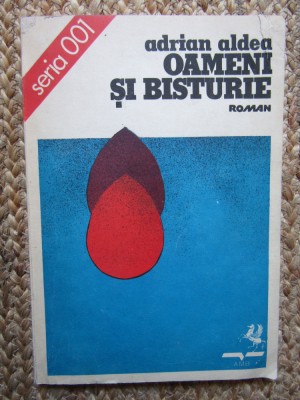 seria 001
adrian aldea
OAMENI
ȘI BISTURIE
ROMAN